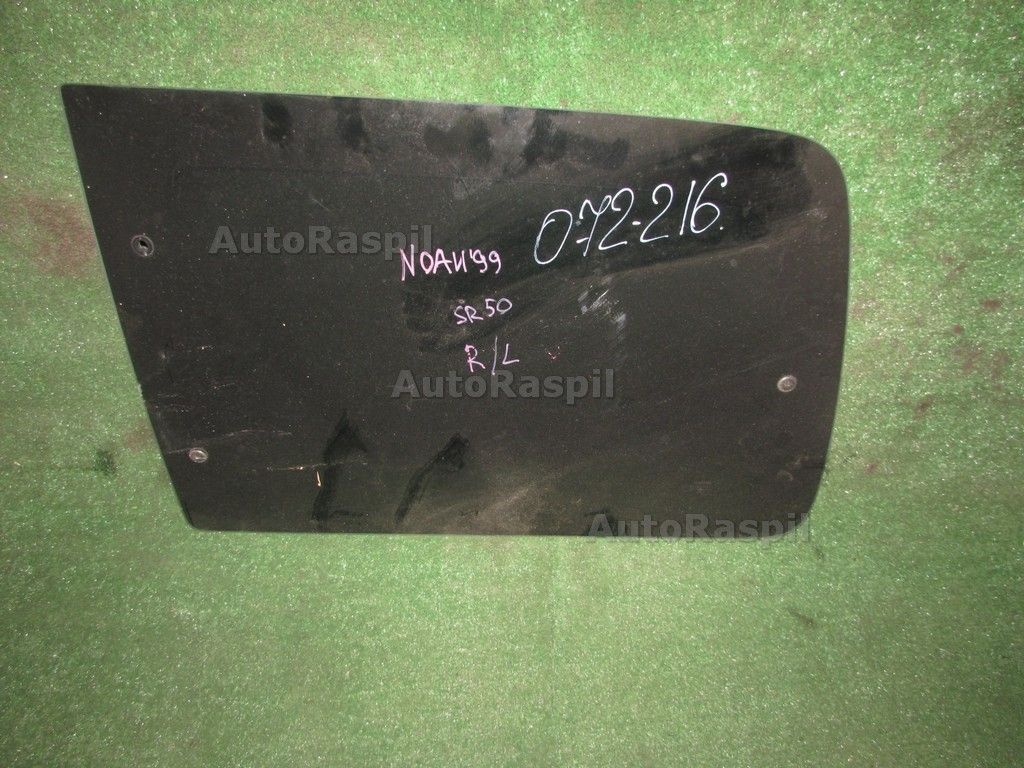 072-216.
AutoRaspil
NOAH'99
SR50
R/L
AutoRaspil
AutoRaspil